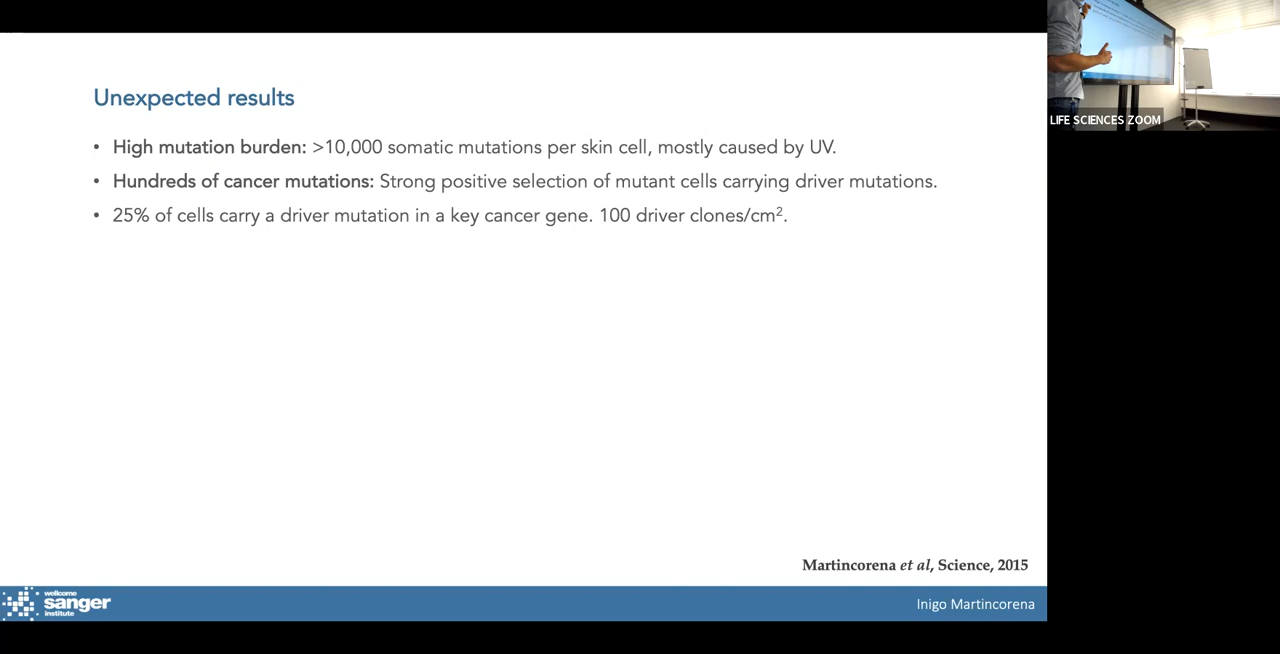 Unexpected results
• High mutation burden: >10,000 somatic mutations per skin cell, mostly caused by UV.
• Hundreds of cancer mutations: Strong positive selection of mutant cells carrying driver mutations.
• 25% of cells carry a driver mutation in a key cancer gene. 100 driver clones/cm².
Martincorena et al, Science, 2015
wellcome
sanger
institute
Inigo Martincorena
LIFE SCIENCES ZOOM